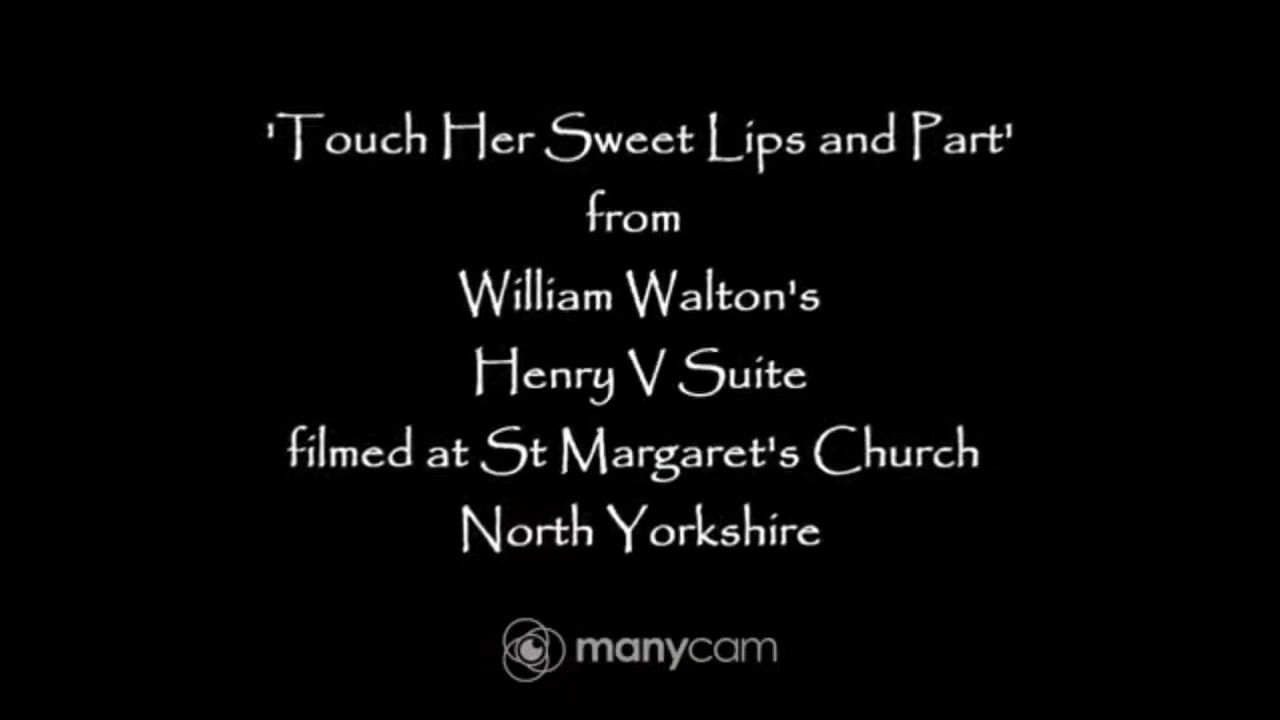 'Touch Her Sweet Lips and Part'
from
William Walton's
Henry V Suite
filmed at St Margaret's Church
North Yorkshire
manycam